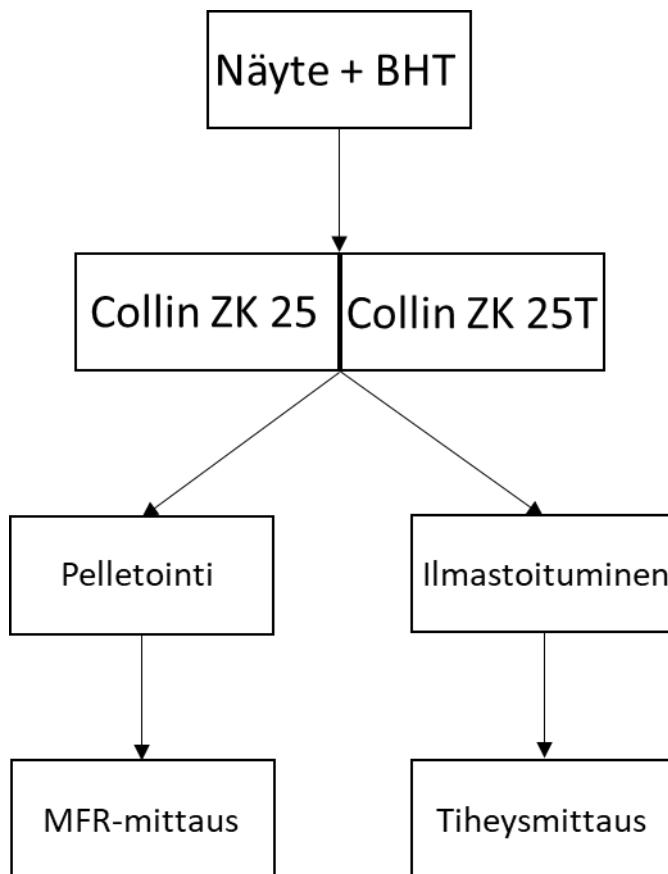 Näyte + BHT
Collin ZK 25
Collin ZK 25T
Pelletointi
Ilmastoituminen
MFR-mittaus
Tiheysmittaus